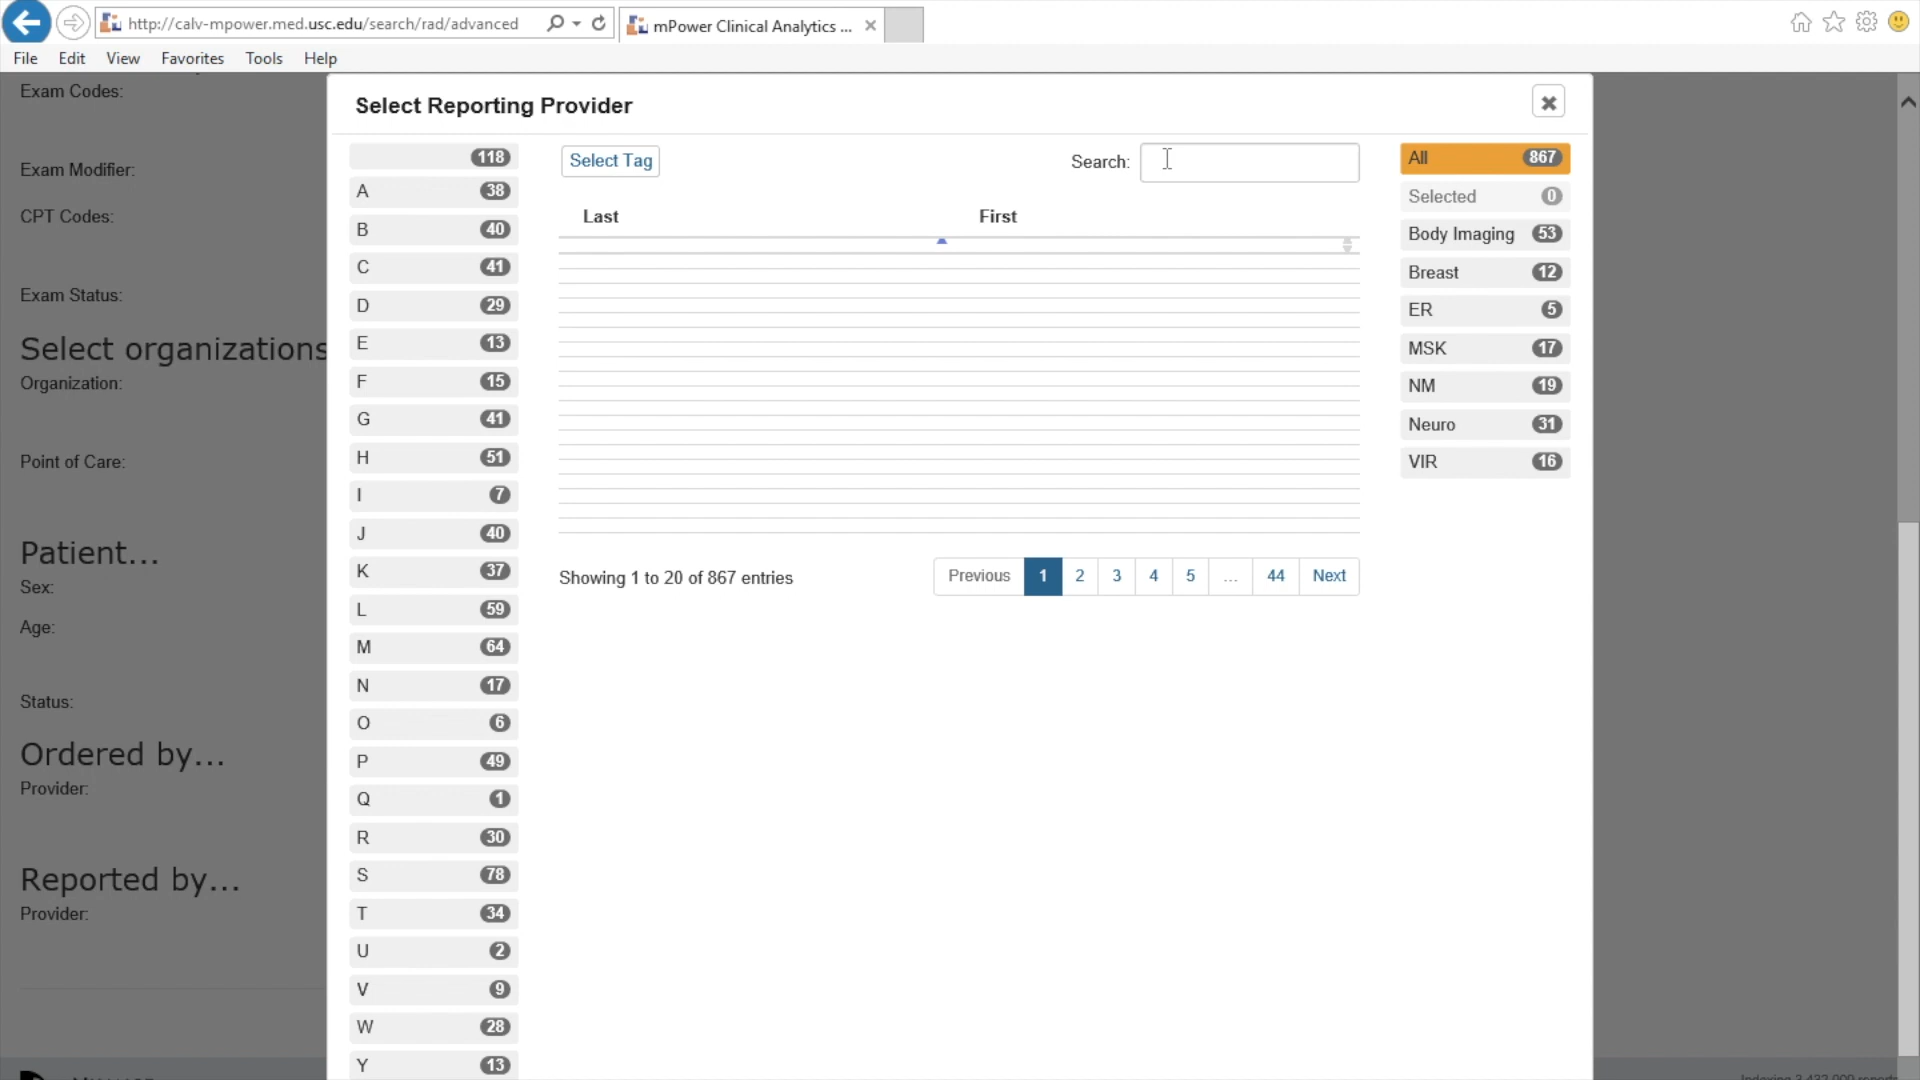 http://calv-mpower.med.usc.edu/search/rad/advanced
mPower Clinical Analytics ...
File Edit View Favorites Tools Help
Exam Codes:
Exam Modifier:
CPT Codes:
Exam Status:
Select organizations
Organization:
Point of Care:
Patient...
Sex:
Age:
Status:
Ordered by...
Provider:
Reported by...
Provider:
Select Reporting Provider
118
A 38
B 40
C 41
D 29
E 13
F 15
G 41
H 51
I 7
J 40
K 37
L 59
M 64
N 17
O 6
P 49
Q 1
R 30
S 78
T 34
U 2
V 9
W 28
Y 13
Select Tag
Search:
Last First
Showing 1 to 20 of 867 entries
Previous 1 2 3 4 5 ... 44 Next
All 867
Selected 0
Body Imaging 53
Breast 12
ER 5
MSK 17
NM 19
Neuro 31
VIR 16